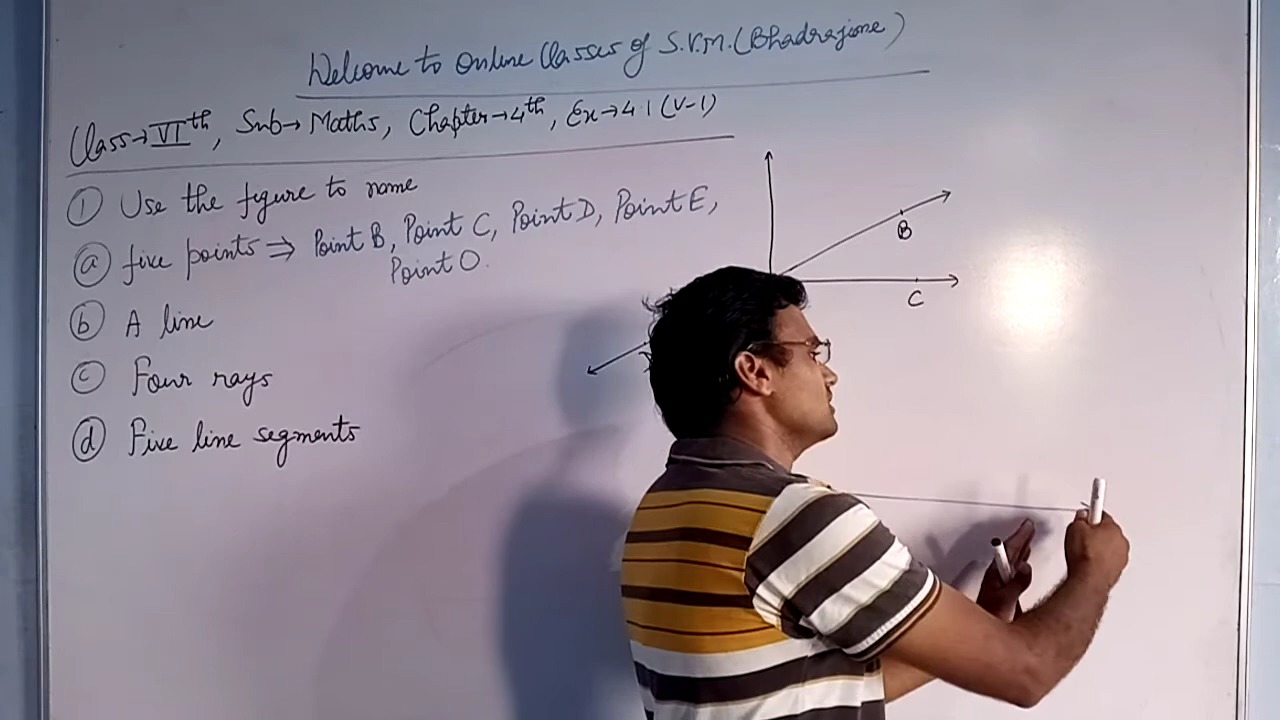 Welcome to Online Classes of S.V.M. (Bhadrajone)
Class→VIth, Sub→Maths, Chapter→4th, Ex→4.1 (V-1)
① Use the figure to name
ⓐ five points ⇒ Point B, Point C, Point D, Point E,
Point O.
ⓑ A line
ⓒ Four rays
ⓓ Five line segments
B
C